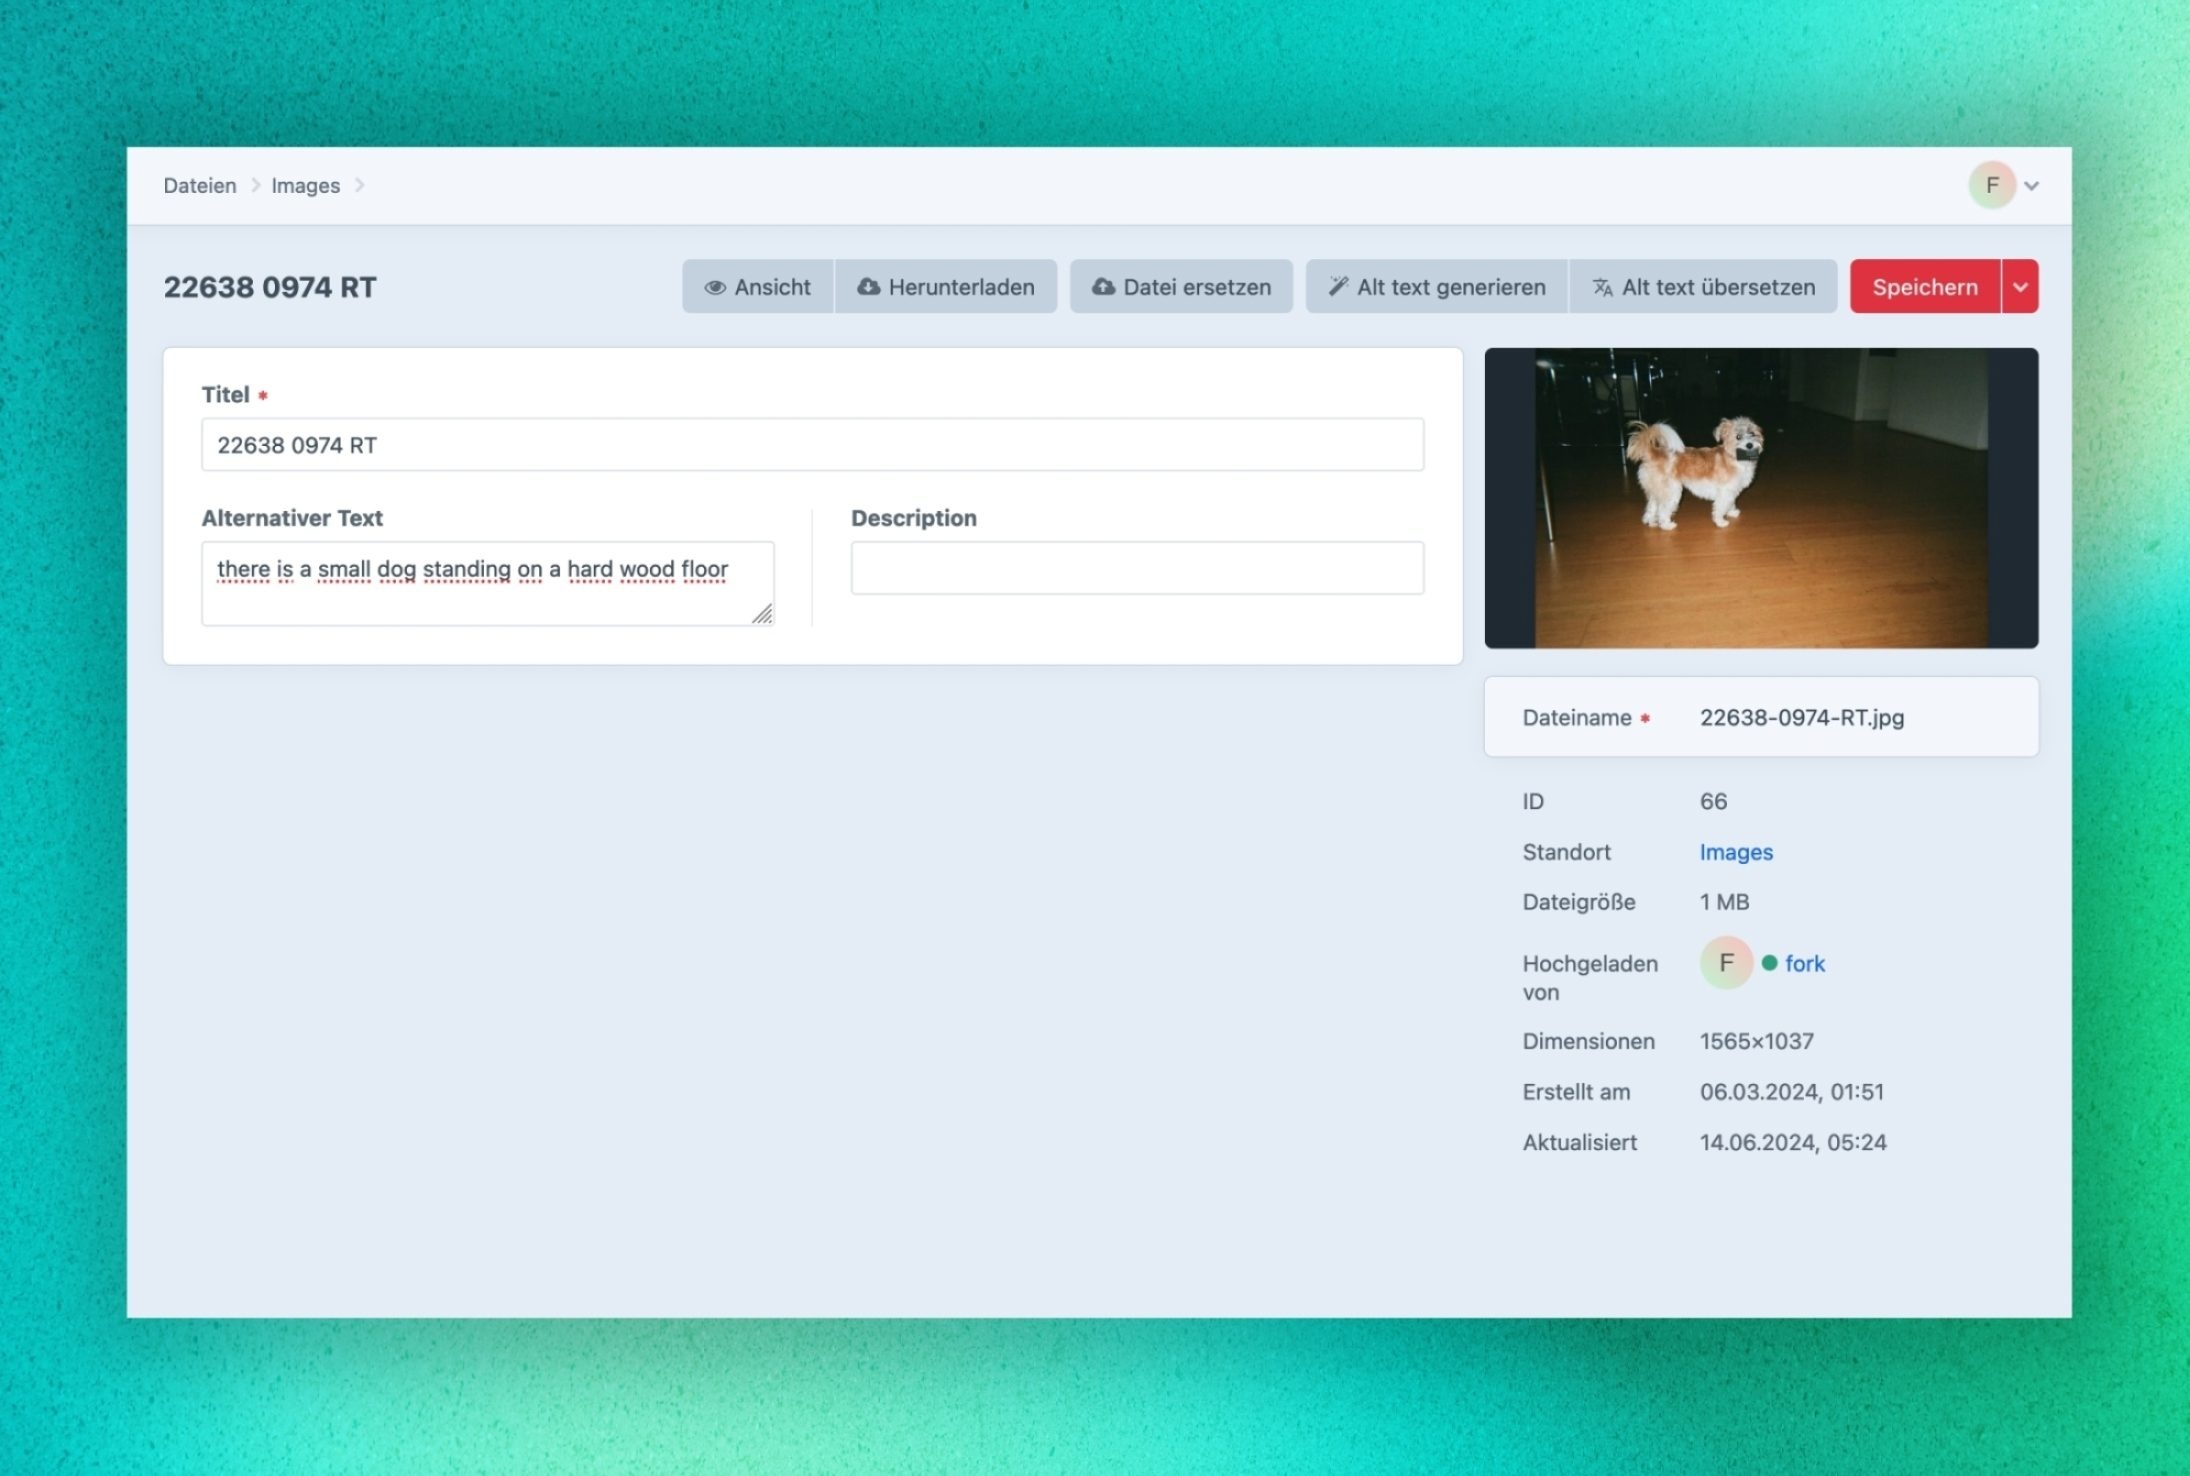 Dateien Images
F
22638 0974 RT
Ansicht Herunterladen Datei ersetzen Alt text generieren Alt text übersetzen Speichern
Titel *
22638 0974 RT
Alternativer Text
there is a small dog standing on a hard wood floor
Description
Dateiname * 22638-0974-RT.jpg
ID 66
Standort Images
Dateigröße 1 MB
Hochgeladen von F fork
Dimensionen 1565×1037
Erstellt am 06.03.2024, 01:51
Aktualisiert 14.06.2024, 05:24